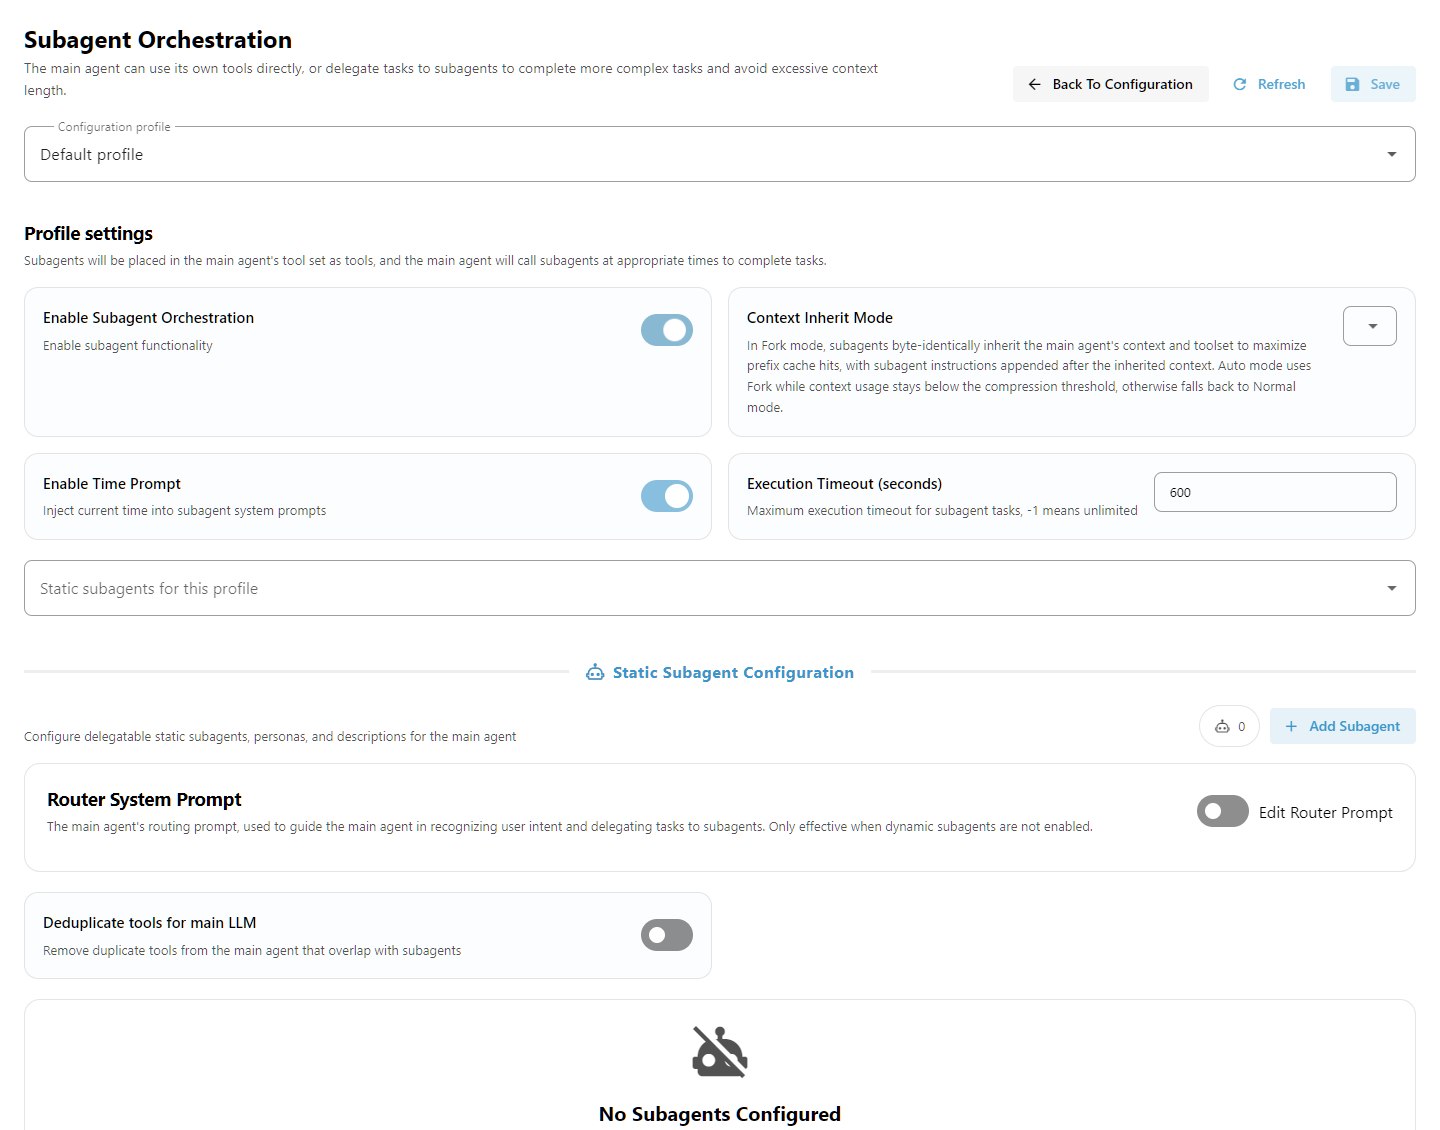 Subagent Orchestration
The main agent can use its own tools directly, or delegate tasks to subagents to complete more complex tasks and avoid excessive context
length.
Back To Configuration
Refresh
Save
Configuration profile
Default profile
Profile settings
Subagents will be placed in the main agent's tool set as tools, and the main agent will call subagents at appropriate times to complete tasks.
Enable Subagent Orchestration
Enable subagent functionality
Context Inherit Mode
In Fork mode, subagents byte-identically inherit the main agent's context and toolset to maximize
prefix cache hits, with subagent instructions appended after the inherited context. Auto mode uses
Fork while context usage stays below the compression threshold, otherwise falls back to Normal
mode.
Enable Time Prompt
Inject current time into subagent system prompts
Execution Timeout (seconds)
Maximum execution timeout for subagent tasks, -1 means unlimited
600
Static subagents for this profile
Static Subagent Configuration
Configure delegatable static subagents, personas, and descriptions for the main agent
0
Add Subagent
Router System Prompt
The main agent's routing prompt, used to guide the main agent in recognizing user intent and delegating tasks to subagents. Only effective when dynamic subagents are not enabled.
Edit Router Prompt
Deduplicate tools for main LLM
Remove duplicate tools from the main agent that overlap with subagents
No Subagents Configured